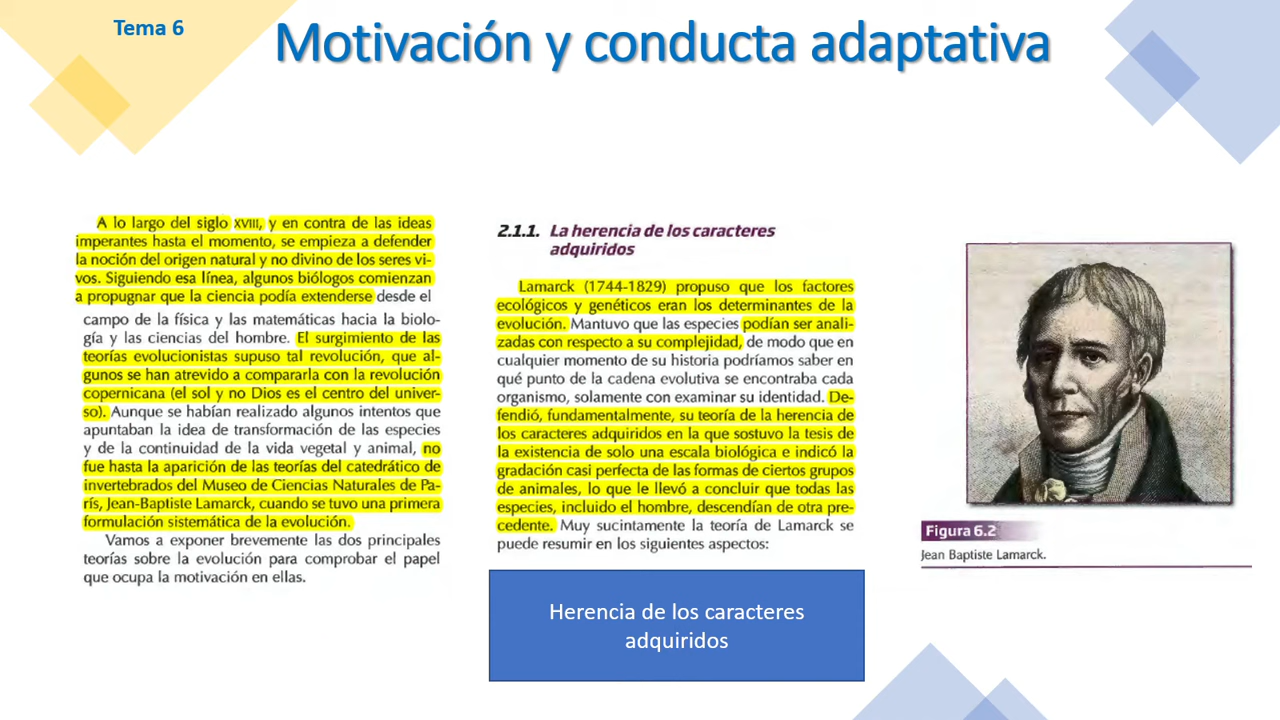 Tema 6
Motivación y conducta adaptativa
A lo largo del siglo XVIII, y en contra de las ideas
imperantes hasta el momento, se empieza a defender
la noción del origen natural y no divino de los seres vi-
vos. Siguiendo esa línea, algunos biólogos comienzan
a propugnar que la ciencia podía extenderse desde el
campo de la física y las matemáticas hacia la biolo-
gía y las ciencias del hombre. El surgimiento de las
teorías evolucionistas supuso tal revolución, que al-
gunos se han atrevido a compararla con la revolución
copernicana (el sol y no Dios es el centro del univer-
so). Aunque se habían realizado algunos intentos que
apuntaban la idea de transformación de las especies
y de la continuidad de la vida vegetal y animal, no
fue hasta la aparición de las teorías del catedrático de
invertebrados del Museo de Ciencias Naturales de Pa-
rís, Jean-Baptiste Lamarck, cuando se tuvo una primera
formulación sistemática de la evolución.
Vamos a exponer brevemente las dos principales
teorías sobre la evolución para comprobar el papel
que ocupa la motivación en ellas.
2.1.1. La herencia de los caracteres
adquiridos
Lamarck (1744-1829) propuso que los factores
ecológicos y genéticos eran los determinantes de la
evolución. Mantuvo que las especies podían ser anali-
zadas con respecto a su complejidad, de modo que en
cualquier momento de su historia podríamos saber en
qué punto de la cadena evolutiva se encontraba cada
organismo, solamente con examinar su identidad. De-
fendió, fundamentalmente, su teoría de la herencia de
los caracteres adquiridos en la que sostuvo la tesis de
la existencia de solo una escala biológica e indicó la
gradación casi perfecta de las formas de ciertos grupos
de animales, lo que le llevó a concluir que todas las
especies, incluido el hombre, descendían de otra pre-
cedente. Muy sucintamente la teoría de Lamarck se
puede resumir en los siguientes aspectos:
Herencia de los caracteres
adquiridos
Figura 6.2
Jean Baptiste Lamarck.